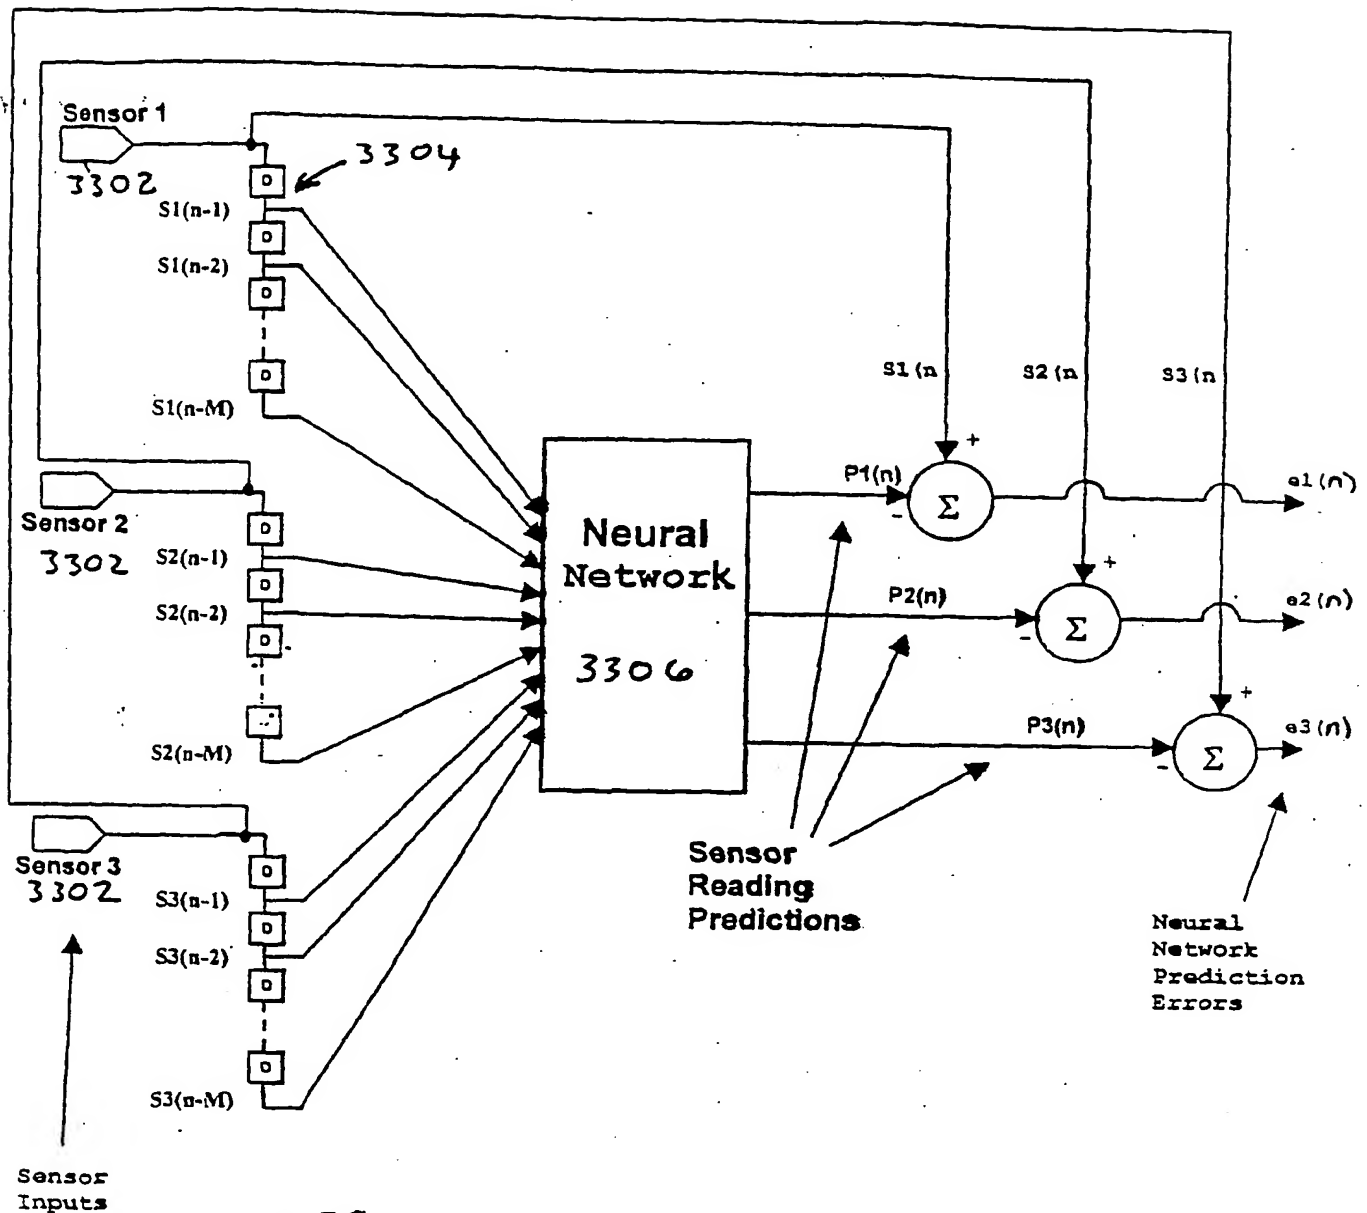 Sensor 1
3302
3304
D
S1(n-1)
D
S1(n-2)
D
D
S1(n-M)
Sensor 2
3302
D
S2(n-1)
D
S2(n-2)
D
S2(n-M)
Sensor 3
3302
D
S3(n-1)
D
S3(n-2)
D
D
S3(n-M)
Sensor
Inputs
Neural
Network
3306
S1(n
S2(n
S3(n
+
P1(n)
-
Σ
e1(n)
+
P2(n)
-
Σ
e2(n)
+
P3(n)
-
Σ
e3(n)
Sensor
Reading
Predictions
Neural
Network
Prediction
Errors